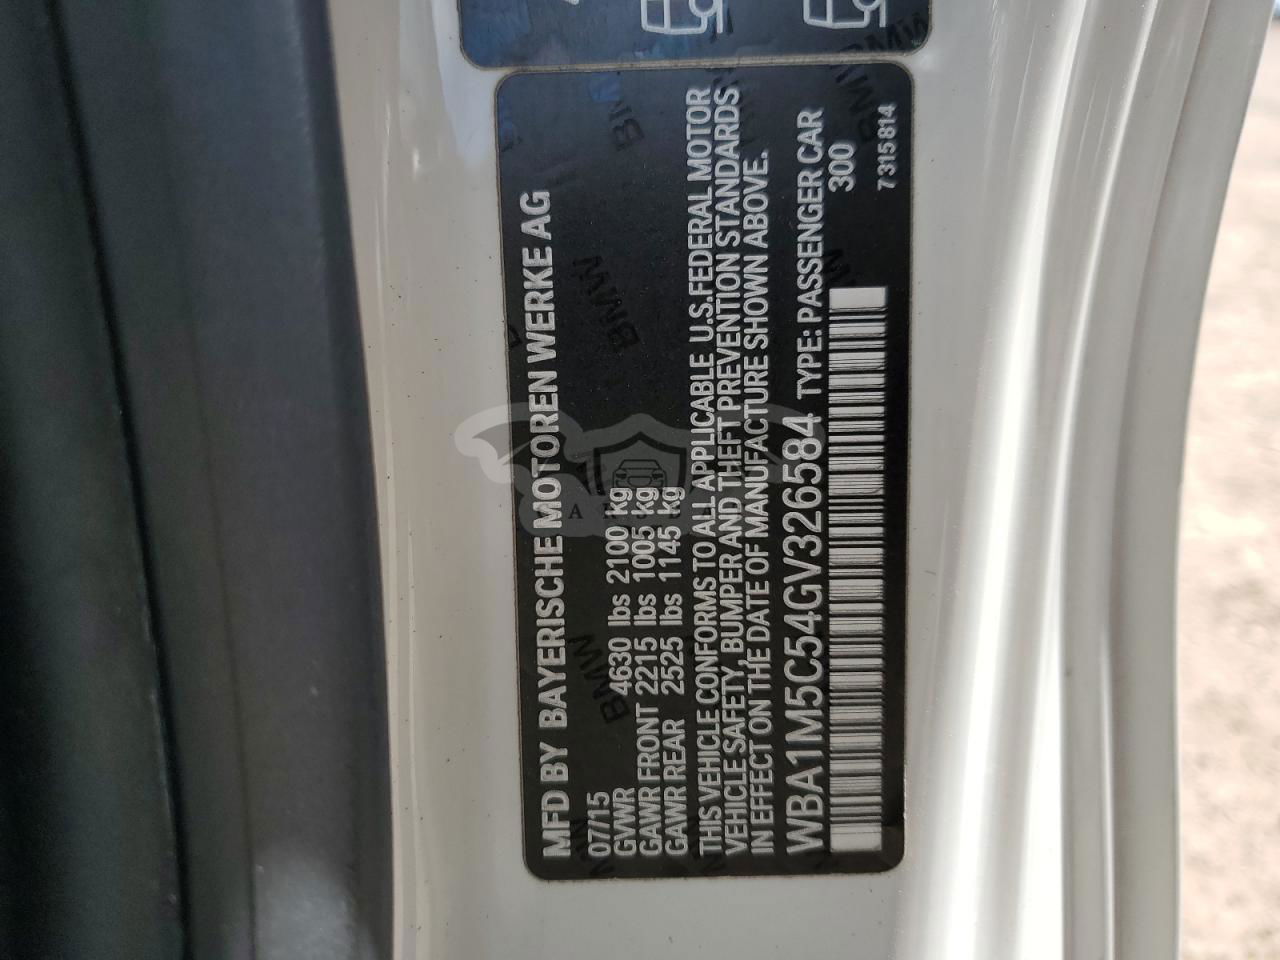 MFD BY BAYERISCHE MOTOREN WERKE AG
07/15
GVWR 4630 lbs 2100 kg
GAWR FRONT 2215 lbs 1005 kg
GAWR REAR 2525 lbs 1145 kg
THIS VEHICLE CONFORMS TO ALL APPLICABLE U.S.FEDERAL MOTOR
VEHICLE SAFETY, BUMPER AND THEFT PREVENTION STANDARDS
IN EFFECT ON THE DATE OF MANUFACTURE SHOWN ABOVE.
WBA1M5C54GV326584 TYPE: PASSENGER CAR
300
7315814